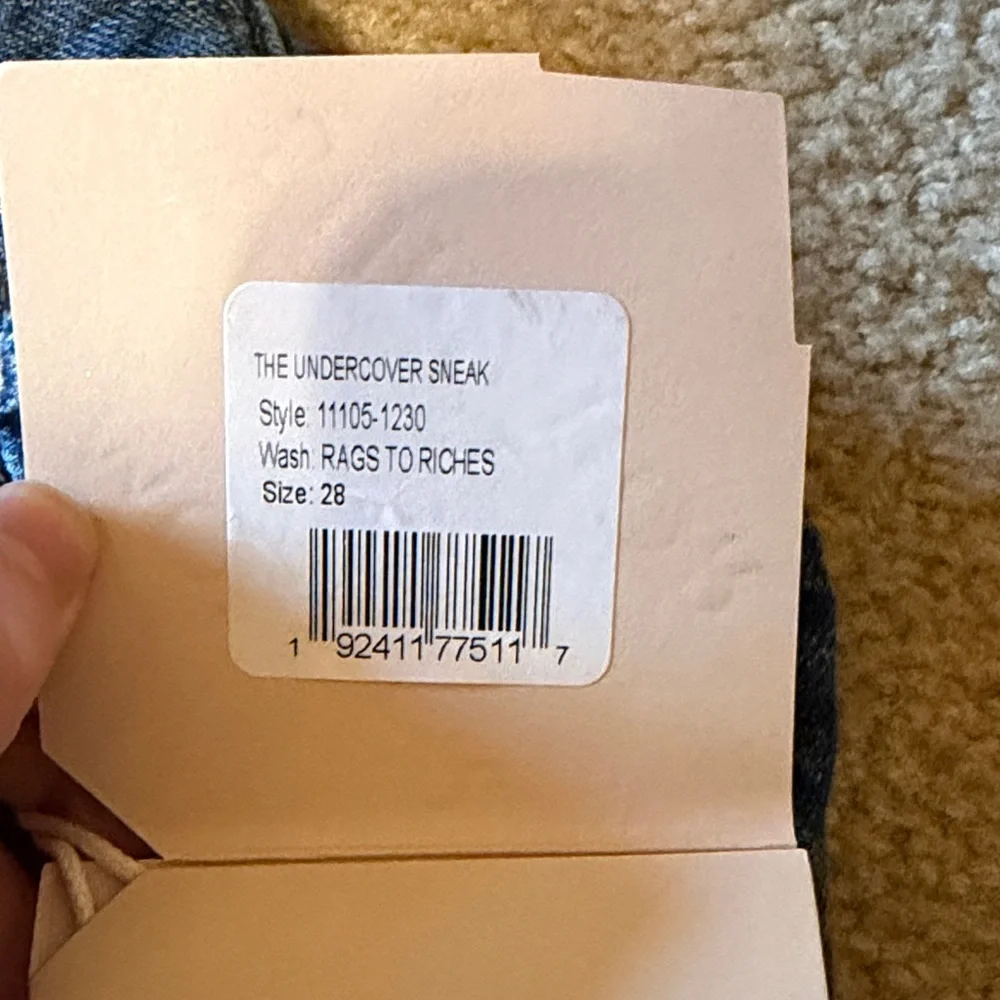 THE UNDERCOVER SNEAK
Style: 11105-1230
Wash: RAGS TO RICHES
Size: 28
1 92411 77511 7